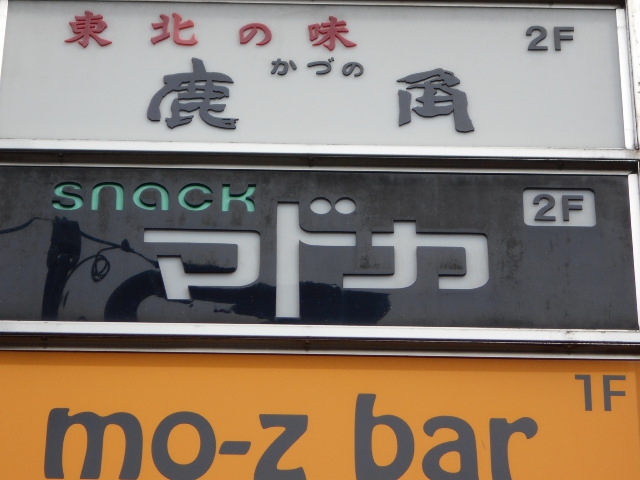 東北の味 2F
かづの
鹿角
snack
マドカ 2F
1F
mo-z bar